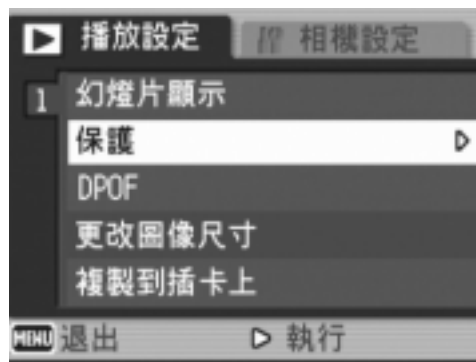 播放設定 相機設定
1 幻燈片顯示
保護
DPOF
更改圖像尺寸
複製到插卡上
MENU 退出 執行